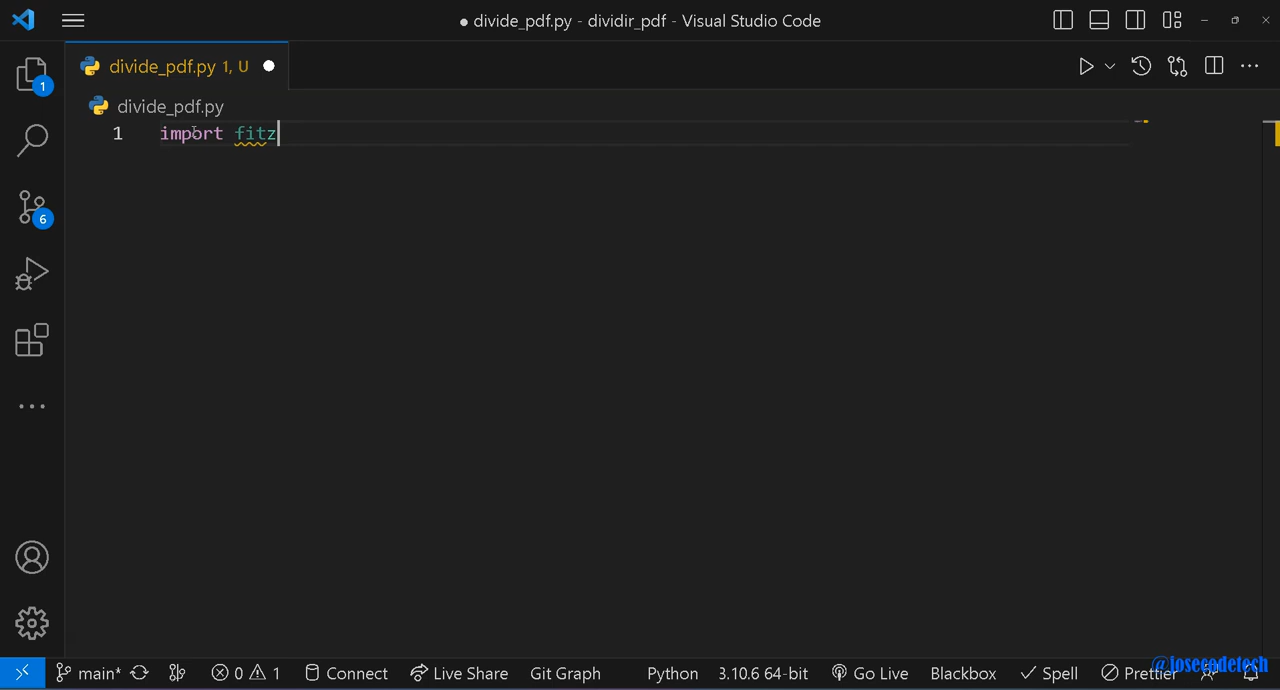 ● divide_pdf.py - dividir_pdf - Visual Studio Code
divide_pdf.py 1, U
divide_pdf.py
1 import fitz
1
6
main* 0 1 Connect Live Share Git Graph Python 3.10.6 64-bit Go Live Blackbox Spell Prettier
@josecodetech